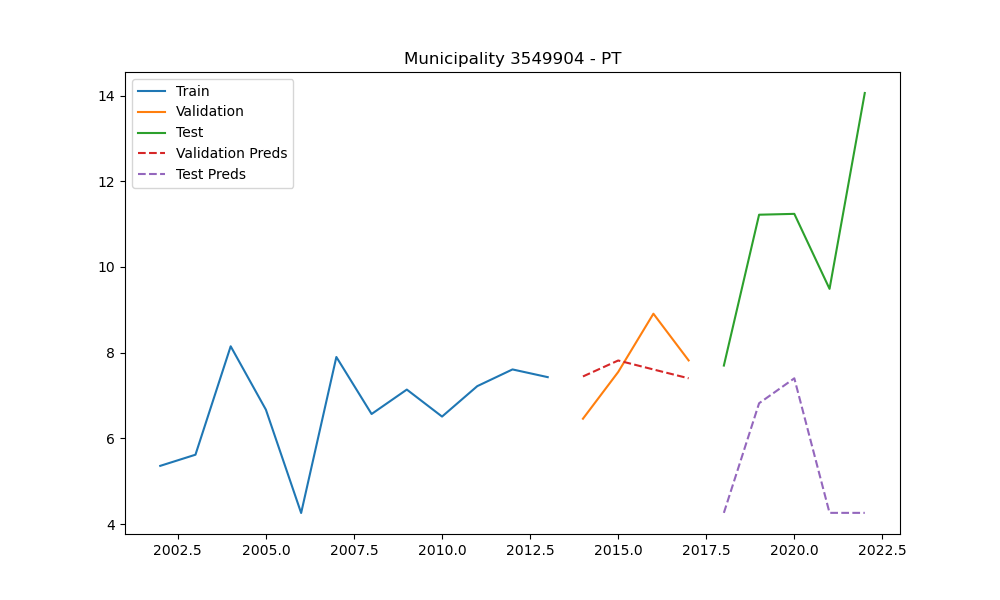 Municipality 3549904 - PT
Train
Validation
Test
Validation Preds
Test Preds
14
12
10
8
6
4
2002.5 2005.0 2007.5 2010.0 2012.5 2015.0 2017.5 2020.0 2022.5